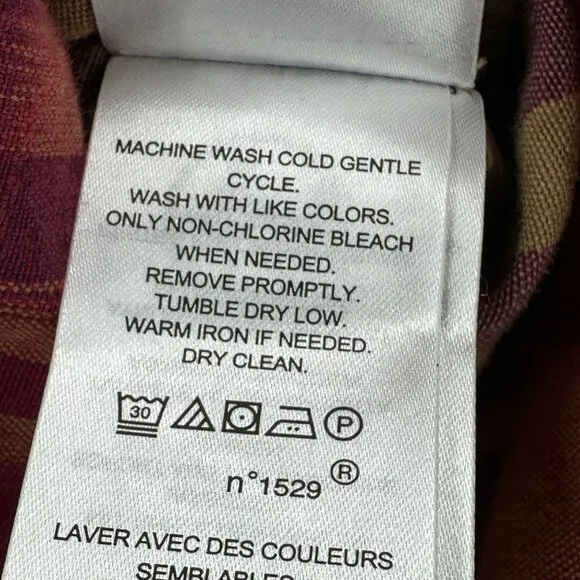 MACHINE WASH COLD GENTLE
CYCLE.
WASH WITH LIKE COLORS.
ONLY NON-CHLORINE BLEACH
WHEN NEEDED.
REMOVE PROMPTLY.
TUMBLE DRY LOW.
WARM IRON IF NEEDED.
DRY CLEAN.
30 P
n°1529 ®
LAVER AVEC DES COULEURS
SEMBLABLES